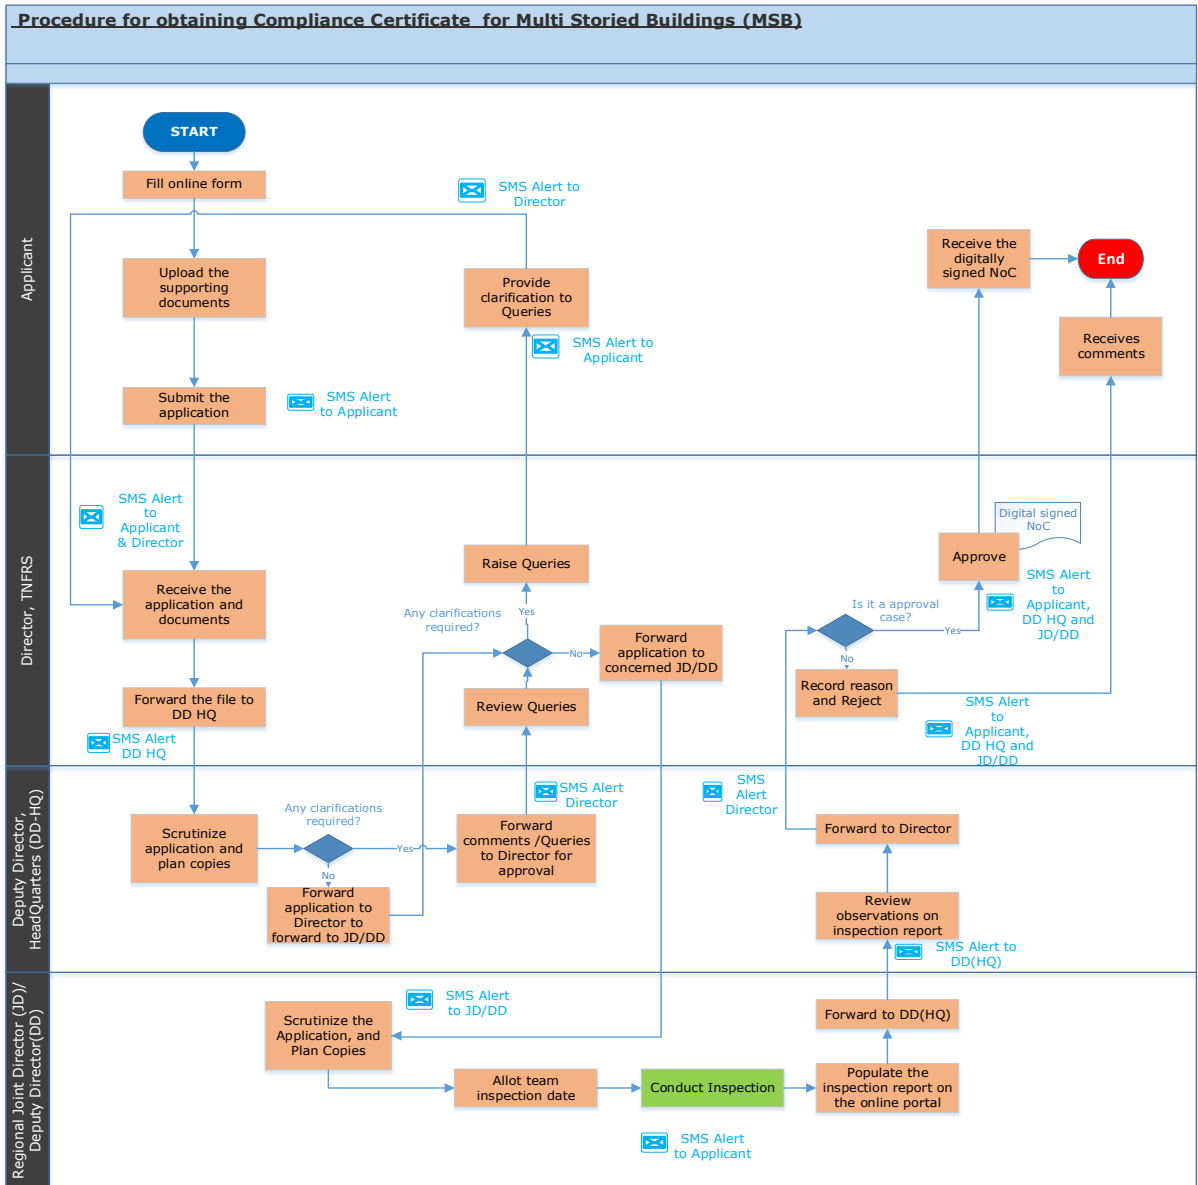 Procedure for obtaining Compliance Certificate  for Multi Storied Buildings (MSB)
Applicant
START
Fill online form
Upload the
supporting
documents
Submit the
application
SMS Alert
to Applicant
SMS Alert to
Director
Provide
clarification to
Queries
SMS Alert to
Applicant
Receive the
digitally
signed NoC
End
Receives
comments
Director, TNFRS
SMS Alert
to
Applicant
& Director
Receive the
application and
documents
Forward the file to
DD HQ
SMS Alert
DD HQ
Raise Queries
Any clarifications
required?
Yes
No
Forward
application to
concerned JD/DD
Review Queries
Digital signed
NoC
Approve
SMS Alert
to
Applicant,
DD HQ and
JD/DD
Is it a approval
case?
Yes
No
Record reason
and Reject
SMS Alert
to
Applicant,
DD HQ and
JD/DD
Deputy Director,
HeadQuarters (DD-HQ)
Scrutinize
application and
plan copies
Any clarifications
required?
Yes
No
Forward
application to
Director to
forward to JD/DD
SMS Alert
Director
Forward
comments /Queries
to Director for
approval
SMS
Alert
Director
Forward to Director
Review
observations on
inspection report
SMS Alert to
DD(HQ)
Regional Joint Director (JD)/
Deputy Director(DD)
SMS Alert
to JD/DD
Scrutinize the
Application, and
Plan Copies
Allot team
inspection date
Conduct Inspection
SMS Alert
to Applicant
Forward to DD(HQ)
Populate the
inspection report on
the online portal